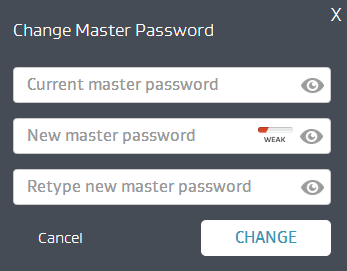 X
Change Master Password
Current master password
New master password
WEAK
Retype new master password
Cancel
CHANGE